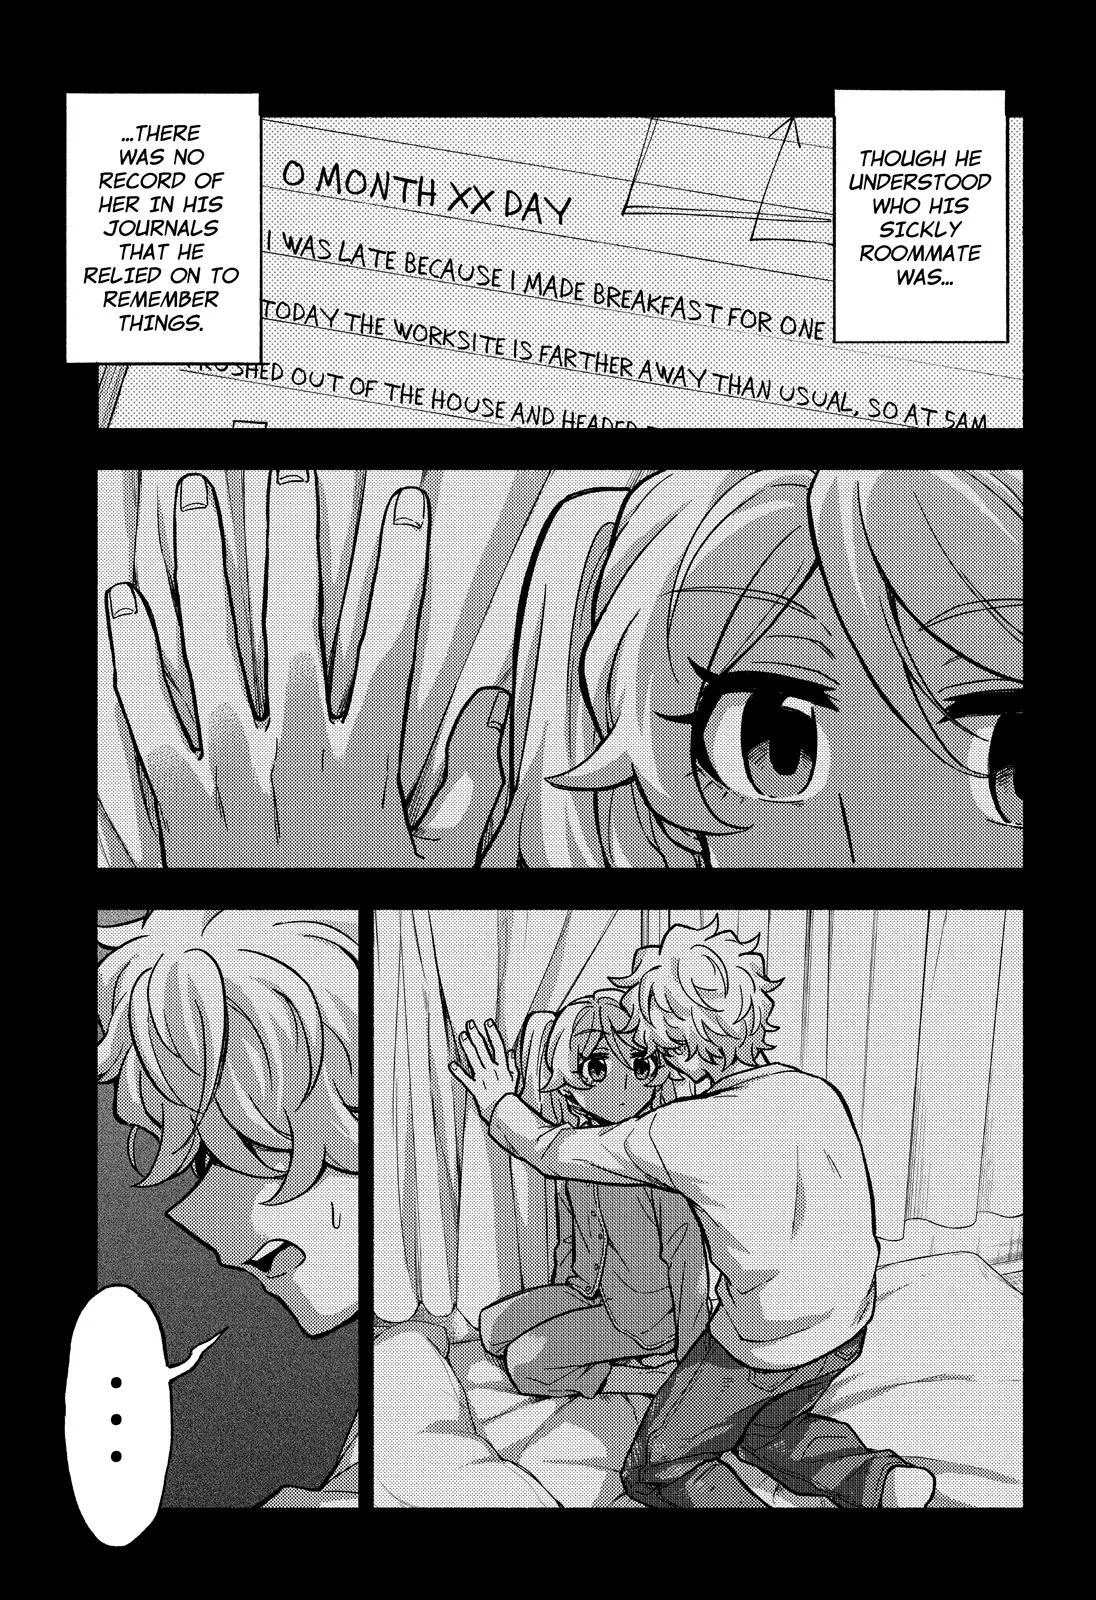 THOUGH HE
UNDERSTOOD
WHO HIS
SICKLY
ROOMMATE
WAS...
...THERE
WAS NO
RECORD OF
HER IN HIS
JOURNALS
THAT HE
RELIED ON TO
REMEMBER
THINGS.
0 MONTH XX DAY
I WAS LATE BECAUSE I MADE BREAKFAST FOR ONE
TODAY THE WORKSITE IS FARTHER AWAY THAN USUAL, SO AT 5AM
RUSHED OUT OF THE HOUSE AND HEADED
...